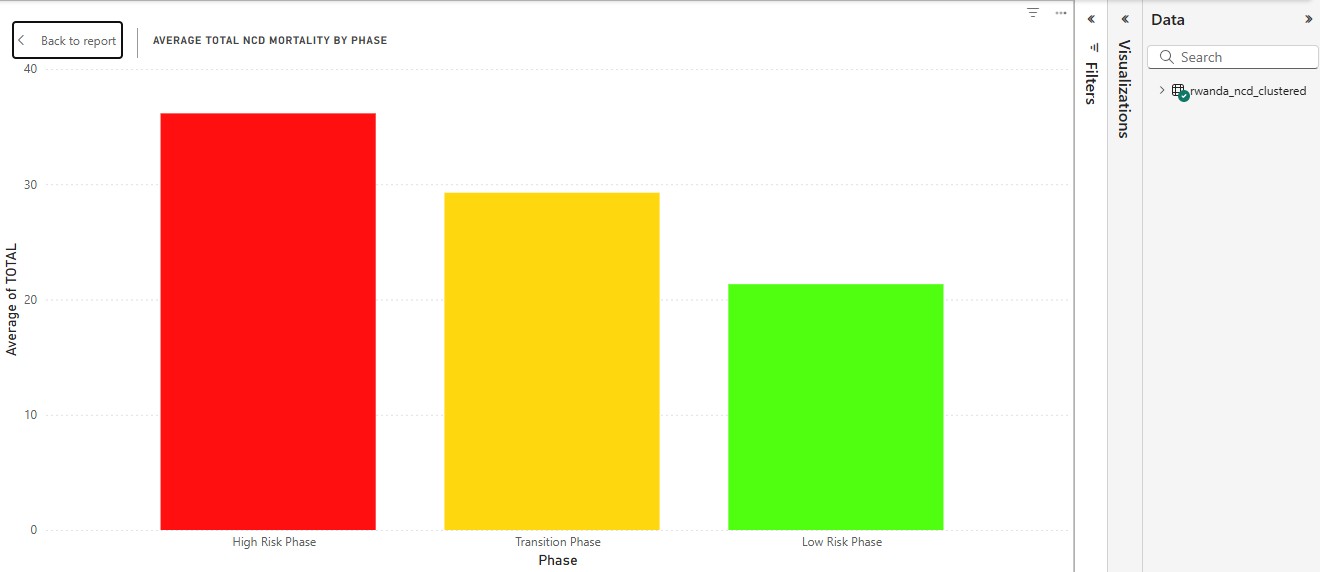 Back to report
AVERAGE TOTAL NCD MORTALITY BY PHASE
40
30
20
10
0
Average of TOTAL
High Risk Phase
Transition Phase
Low Risk Phase
Phase
Filters
Visualizations
Data
Search
rwanda_ncd_clustered